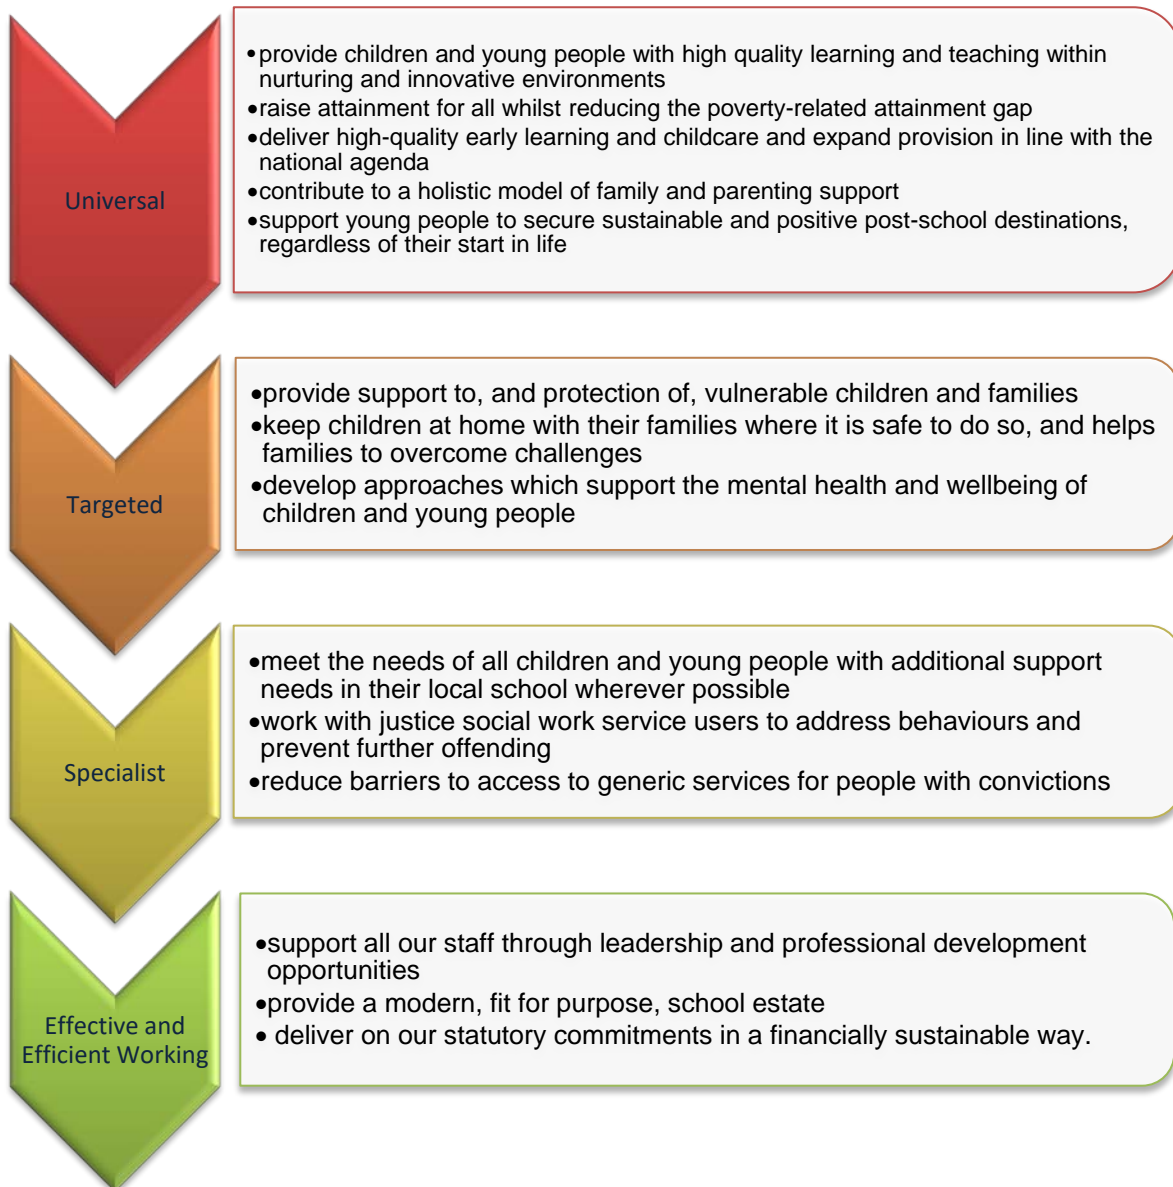 Universal
•provide children and young people with high quality learning and teaching within
nurturing and innovative environments
•raise attainment for all whilst reducing the poverty-related attainment gap
•deliver high-quality early learning and childcare and expand provision in line with the
national agenda
•contribute to a holistic model of family and parenting support
•support young people to secure sustainable and positive post-school destinations,
regardless of their start in life
Targeted
•provide support to, and protection of, vulnerable children and families
•keep children at home with their families where it is safe to do so, and helps
families to overcome challenges
•develop approaches which support the mental health and wellbeing of
children and young people
Specialist
•meet the needs of all children and young people with additional support
needs in their local school wherever possible
•work with justice social work service users to address behaviours and
prevent further offending
•reduce barriers to access to generic services for people with convictions
Effective and
Efficient Working
•support all our staff through leadership and professional development
opportunities
•provide a modern, fit for purpose, school estate
• deliver on our statutory commitments in a financially sustainable way.